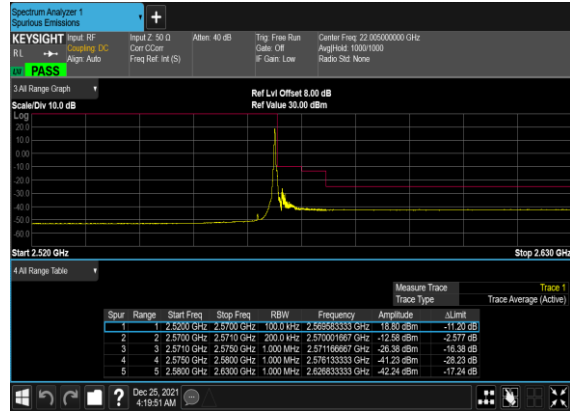 Spectrum Analyzer 1
Spurious Emissions
KEYSIGHT Input: RF
RL Coupling: DC
Align: Auto
Input Z: 50 Ω
Corr CCorr
Freq Ref: Int (S)
Atten: 40 dB
Trig: Free Run
Gate: Off
IF Gain: Low
Center Freq: 22.005000000 GHz
Avg|Hold: 1000/1000
Radio Std: None
PASS
3 All Range Graph
Ref Lvl Offset 8.00 dB
Scale/Div 10.0 dB Ref Value 30.00 dBm
Log
20.0
10.0
0.00
-10.0
-20.0
-30.0
-40.0
-50.0
-60.0
Start 2.520 GHz Stop 2.630 GHz
4 All Range Table
Measure Trace Trace 1
Trace Type Trace Average (Active)
Spur Range Start Freq Stop Freq RBW Frequency Amplitude ΔLimit
1 1 2.5200 GHz 2.5700 GHz 100.0 kHz 2.569583333 GHz 18.80 dBm -11.20 dB
2 2 2.5700 GHz 2.5710 GHz 200.0 kHz 2.570001667 GHz -12.58 dBm -2.577 dB
3 3 2.5710 GHz 2.5750 GHz 1.000 MHz 2.571166667 GHz -26.38 dBm -16.38 dB
4 4 2.5750 GHz 2.5800 GHz 1.000 MHz 2.576133333 GHz -41.23 dBm -28.23 dB
5 5 2.5800 GHz 2.6300 GHz 1.000 MHz 2.626833333 GHz -42.24 dBm -17.24 dB
? Dec 25, 2021
4:19:51 AM